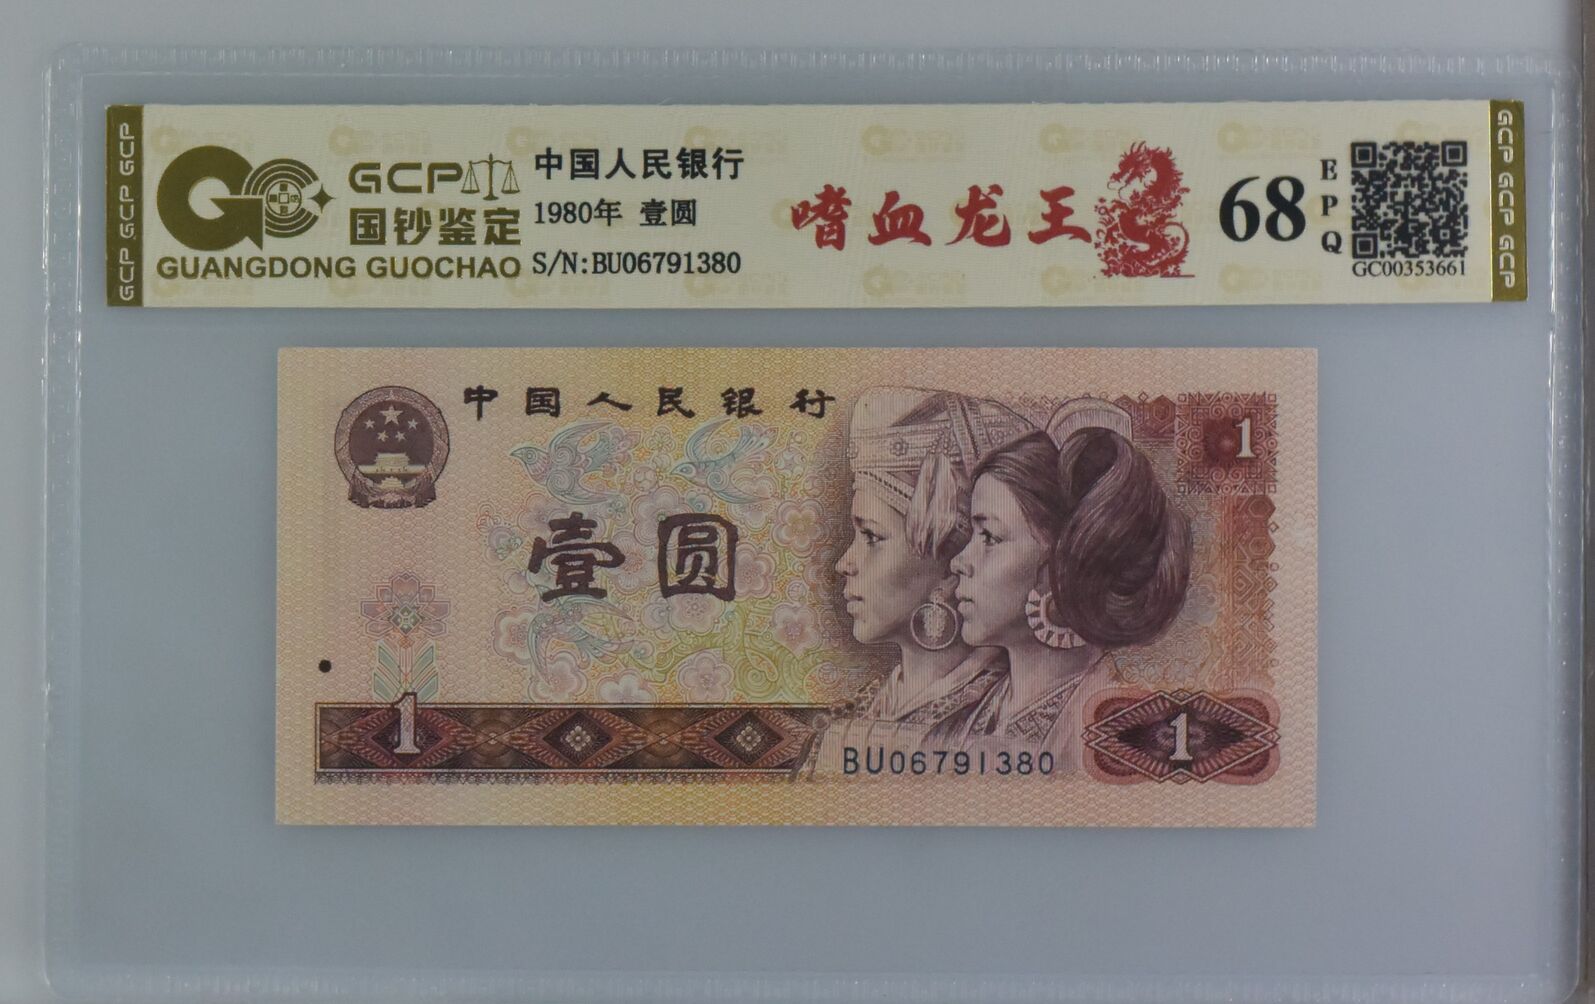 GCP GCP GCP
GCP
国钞鉴定
GUANGDONG GUOCHAO
中国人民银行
1980年 壹圆
S/N:BU06791380
嗜血龙王
68
EPQ
GC00353661
GCP GCP GCP
中国人民银行
1
壹圆
1
BU06791380
1